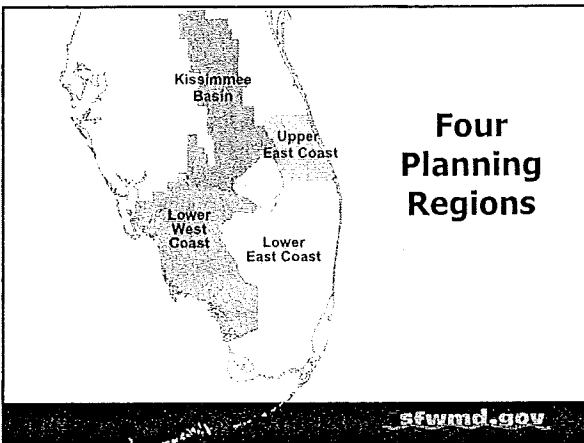 Kissimmee
Basin
Upper
East Coast
Lower
West
Coast
Lower
East Coast
Four
Planning
Regions
sfwmd.gov